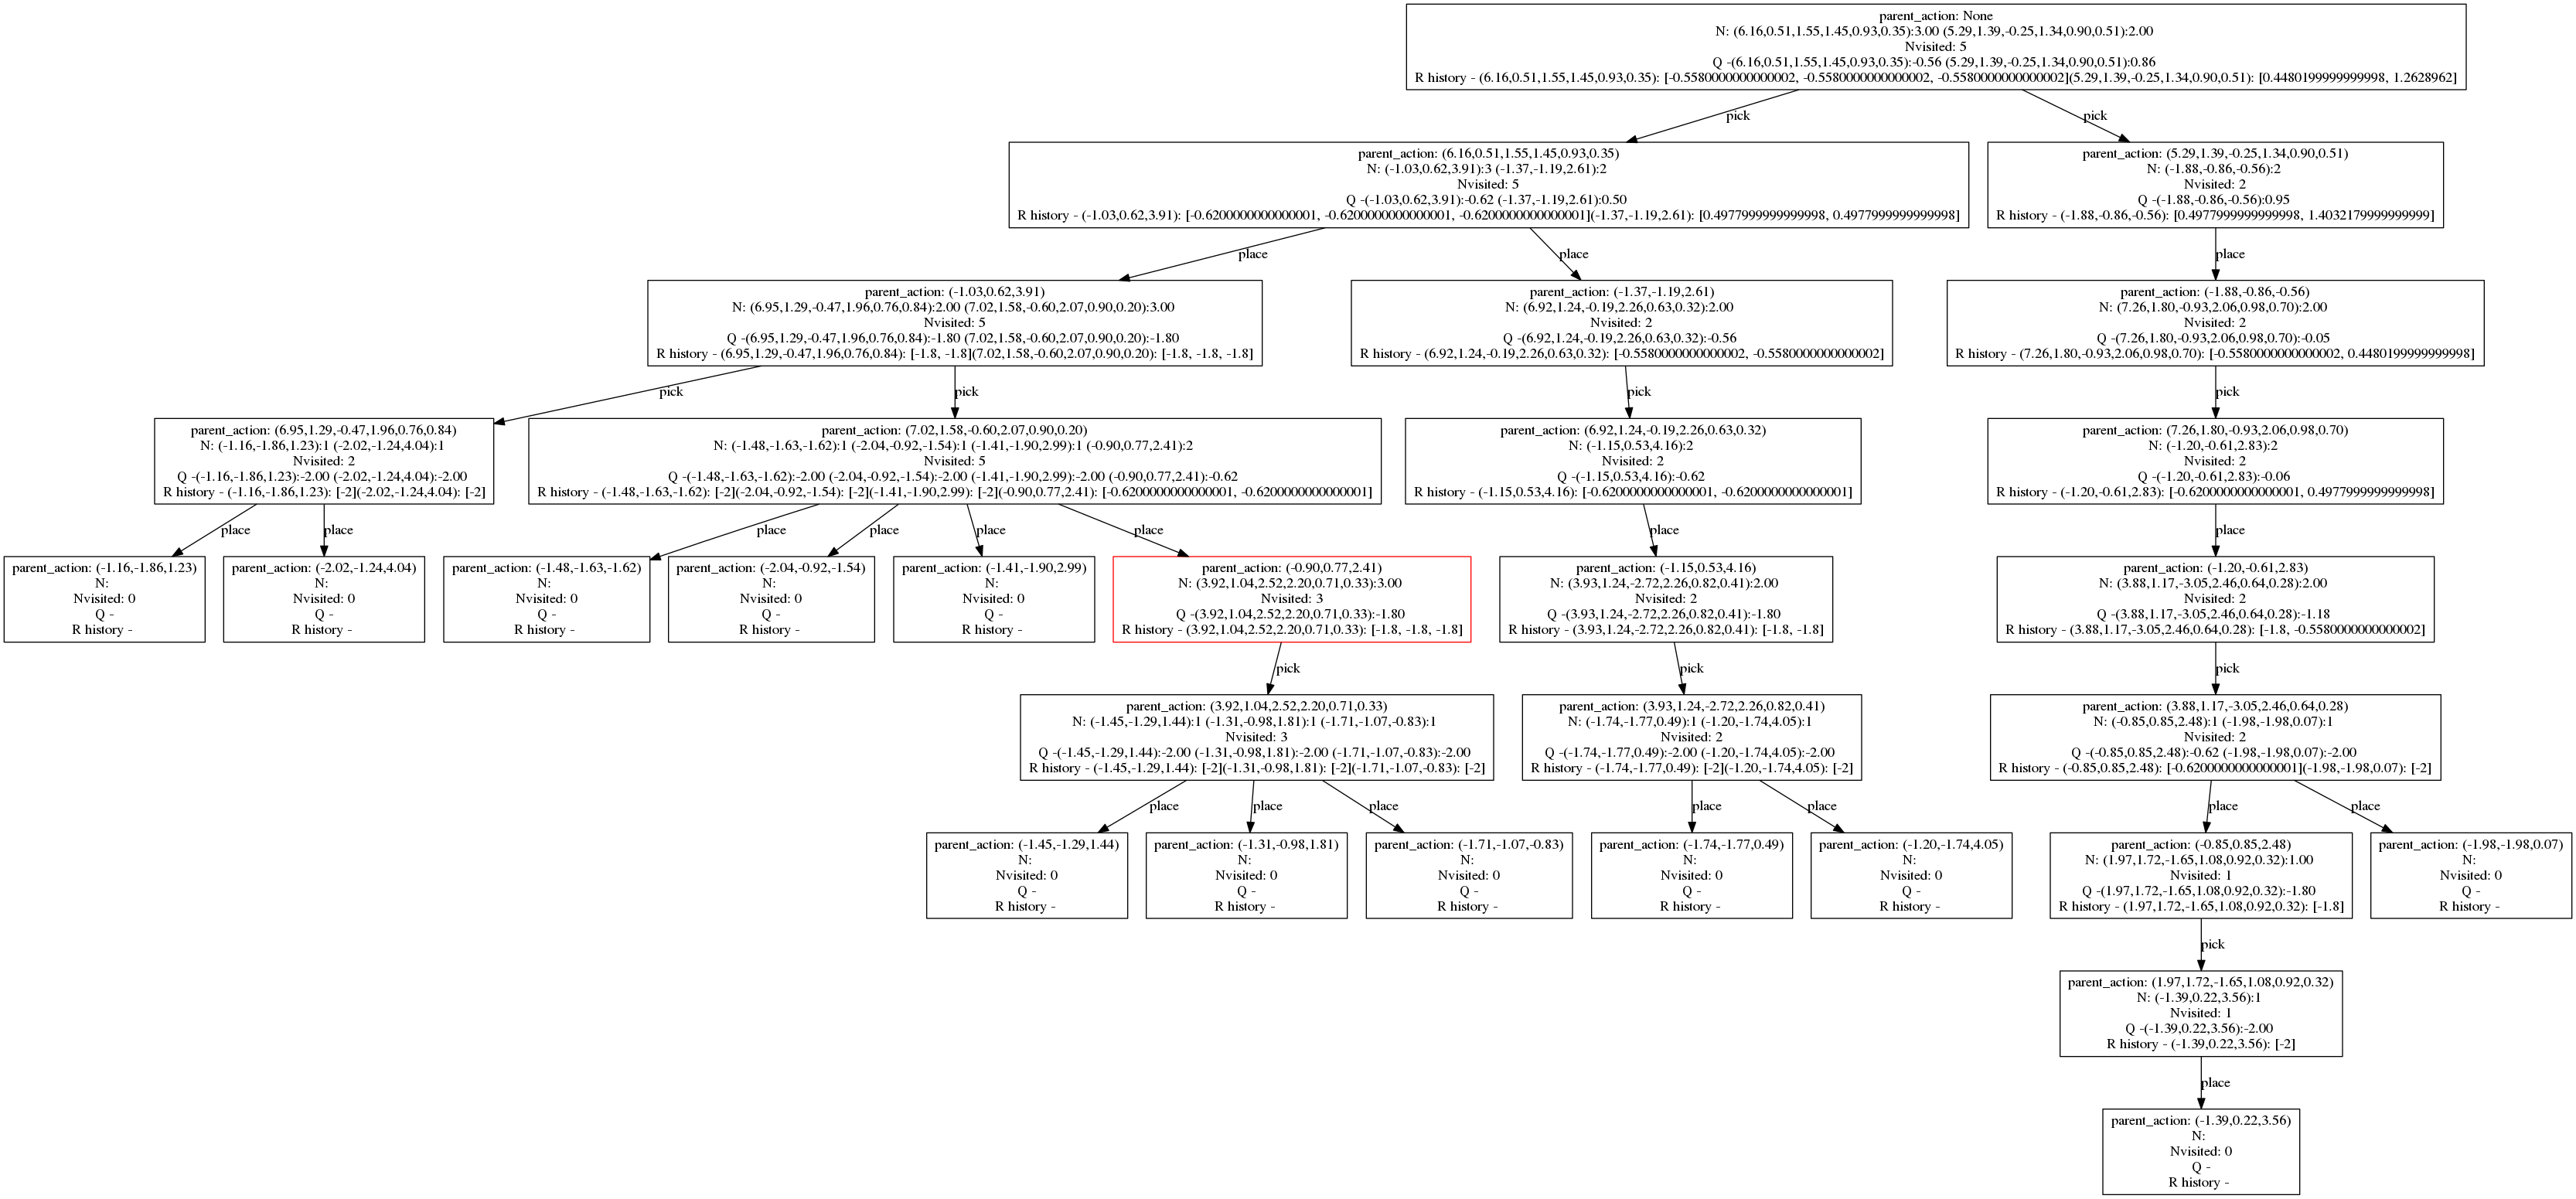 parent_action: None
N: (6.16,0.51,1.55,1.45,0.93,0.35):3.00 (5.29,1.39,-0.25,1.34,0.90,0.51):2.00
Nvisited: 5
Q -(6.16,0.51,1.55,1.45,0.93,0.35):-0.56 (5.29,1.39,-0.25,1.34,0.90,0.51):0.86
R history - (6.16,0.51,1.55,1.45,0.93,0.35): [-0.5580000000000002, -0.5580000000000002, -0.5580000000000002](5.29,1.39,-0.25,1.34,0.90,0.51): [0.4480199999999998, 1.2628962]
pick
pick
parent_action: (6.16,0.51,1.55,1.45,0.93,0.35)
N: (-1.03,0.62,3.91):3 (-1.37,-1.19,2.61):2
Nvisited: 5
Q -(-1.03,0.62,3.91):-0.62 (-1.37,-1.19,2.61):0.50
R history - (-1.03,0.62,3.91): [-0.6200000000000001, -0.6200000000000001, -0.6200000000000001](-1.37,-1.19,2.61): [0.4977999999999998, 0.4977999999999998]
parent_action: (5.29,1.39,-0.25,1.34,0.90,0.51)
N: (-1.88,-0.86,-0.56):2
Nvisited: 2
Q -(-1.88,-0.86,-0.56):0.95
R history - (-1.88,-0.86,-0.56): [0.4977999999999998, 1.4032179999999999]
place
place
place
parent_action: (-1.03,0.62,3.91)
N: (6.95,1.29,-0.47,1.96,0.76,0.84):2.00 (7.02,1.58,-0.60,2.07,0.90,0.20):3.00
Nvisited: 5
Q -(6.95,1.29,-0.47,1.96,0.76,0.84):-1.80 (7.02,1.58,-0.60,2.07,0.90,0.20):-1.80
R history - (6.95,1.29,-0.47,1.96,0.76,0.84): [-1.8, -1.8](7.02,1.58,-0.60,2.07,0.90,0.20): [-1.8, -1.8, -1.8]
parent_action: (-1.37,-1.19,2.61)
N: (6.92,1.24,-0.19,2.26,0.63,0.32):2.00
Nvisited: 2
Q -(6.92,1.24,-0.19,2.26,0.63,0.32):-0.56
R history - (6.92,1.24,-0.19,2.26,0.63,0.32): [-0.5580000000000002, -0.5580000000000002]
parent_action: (-1.88,-0.86,-0.56)
N: (7.26,1.80,-0.93,2.06,0.98,0.70):2.00
Nvisited: 2
Q -(7.26,1.80,-0.93,2.06,0.98,0.70):-0.05
R history - (7.26,1.80,-0.93,2.06,0.98,0.70): [-0.5580000000000002, 0.4480199999999998]
pick
pick
pick
pick
parent_action: (6.95,1.29,-0.47,1.96,0.76,0.84)
N: (-1.16,-1.86,1.23):1 (-2.02,-1.24,4.04):1
Nvisited: 2
Q -(-1.16,-1.86,1.23):-2.00 (-2.02,-1.24,4.04):-2.00
R history - (-1.16,-1.86,1.23): [-2](-2.02,-1.24,4.04): [-2]
parent_action: (7.02,1.58,-0.60,2.07,0.90,0.20)
N: (-1.48,-1.63,-1.62):1 (-2.04,-0.92,-1.54):1 (-1.41,-1.90,2.99):1 (-0.90,0.77,2.41):2
Nvisited: 5
Q -(-1.48,-1.63,-1.62):-2.00 (-2.04,-0.92,-1.54):-2.00 (-1.41,-1.90,2.99):-2.00 (-0.90,0.77,2.41):-0.62
R history - (-1.48,-1.63,-1.62): [-2](-2.04,-0.92,-1.54): [-2](-1.41,-1.90,2.99): [-2](-0.90,0.77,2.41): [-0.6200000000000001, -0.6200000000000001]
parent_action: (6.92,1.24,-0.19,2.26,0.63,0.32)
N: (-1.15,0.53,4.16):2
Nvisited: 2
Q -(-1.15,0.53,4.16):-0.62
R history - (-1.15,0.53,4.16): [-0.6200000000000001, -0.6200000000000001]
parent_action: (7.26,1.80,-0.93,2.06,0.98,0.70)
N: (-1.20,-0.61,2.83):2
Nvisited: 2
Q -(-1.20,-0.61,2.83):-0.06
R history - (-1.20,-0.61,2.83): [-0.6200000000000001, 0.4977999999999998]
place
place
place
place
place
place
place
place
parent_action: (-1.16,-1.86,1.23)
N:
Nvisited: 0
Q -
R history -
parent_action: (-2.02,-1.24,4.04)
N:
Nvisited: 0
Q -
R history -
parent_action: (-1.48,-1.63,-1.62)
N:
Nvisited: 0
Q -
R history -
parent_action: (-2.04,-0.92,-1.54)
N:
Nvisited: 0
Q -
R history -
parent_action: (-1.41,-1.90,2.99)
N:
Nvisited: 0
Q -
R history -
parent_action: (-0.90,0.77,2.41)
N: (3.92,1.04,2.52,2.20,0.71,0.33):3.00
Nvisited: 3
Q -(3.92,1.04,2.52,2.20,0.71,0.33):-1.80
R history - (3.92,1.04,2.52,2.20,0.71,0.33): [-1.8, -1.8, -1.8]
parent_action: (-1.15,0.53,4.16)
N: (3.93,1.24,-2.72,2.26,0.82,0.41):2.00
Nvisited: 2
Q -(3.93,1.24,-2.72,2.26,0.82,0.41):-1.80
R history - (3.93,1.24,-2.72,2.26,0.82,0.41): [-1.8, -1.8]
parent_action: (-1.20,-0.61,2.83)
N: (3.88,1.17,-3.05,2.46,0.64,0.28):2.00
Nvisited: 2
Q -(3.88,1.17,-3.05,2.46,0.64,0.28):-1.18
R history - (3.88,1.17,-3.05,2.46,0.64,0.28): [-1.8, -0.5580000000000002]
pick
pick
pick
parent_action: (3.92,1.04,2.52,2.20,0.71,0.33)
N: (-1.45,-1.29,1.44):1 (-1.31,-0.98,1.81):1 (-1.71,-1.07,-0.83):1
Nvisited: 3
Q -(-1.45,-1.29,1.44):-2.00 (-1.31,-0.98,1.81):-2.00 (-1.71,-1.07,-0.83):-2.00
R history - (-1.45,-1.29,1.44): [-2](-1.31,-0.98,1.81): [-2](-1.71,-1.07,-0.83): [-2]
parent_action: (3.93,1.24,-2.72,2.26,0.82,0.41)
N: (-1.74,-1.77,0.49):1 (-1.20,-1.74,4.05):1
Nvisited: 2
Q -(-1.74,-1.77,0.49):-2.00 (-1.20,-1.74,4.05):-2.00
R history - (-1.74,-1.77,0.49): [-2](-1.20,-1.74,4.05): [-2]
parent_action: (3.88,1.17,-3.05,2.46,0.64,0.28)
N: (-0.85,0.85,2.48):1 (-1.98,-1.98,0.07):1
Nvisited: 2
Q -(-0.85,0.85,2.48):-0.62 (-1.98,-1.98,0.07):-2.00
R history - (-0.85,0.85,2.48): [-0.6200000000000001](-1.98,-1.98,0.07): [-2]
place
place
place
place
place
place
place
parent_action: (-1.45,-1.29,1.44)
N:
Nvisited: 0
Q -
R history -
parent_action: (-1.31,-0.98,1.81)
N:
Nvisited: 0
Q -
R history -
parent_action: (-1.71,-1.07,-0.83)
N:
Nvisited: 0
Q -
R history -
parent_action: (-1.74,-1.77,0.49)
N:
Nvisited: 0
Q -
R history -
parent_action: (-1.20,-1.74,4.05)
N:
Nvisited: 0
Q -
R history -
parent_action: (-0.85,0.85,2.48)
N: (1.97,1.72,-1.65,1.08,0.92,0.32):1.00
Nvisited: 1
Q -(1.97,1.72,-1.65,1.08,0.92,0.32):-1.80
R history - (1.97,1.72,-1.65,1.08,0.92,0.32): [-1.8]
parent_action: (-1.98,-1.98,0.07)
N:
Nvisited: 0
Q -
R history -
pick
parent_action: (1.97,1.72,-1.65,1.08,0.92,0.32)
N: (-1.39,0.22,3.56):1
Nvisited: 1
Q -(-1.39,0.22,3.56):-2.00
R history - (-1.39,0.22,3.56): [-2]
place
parent_action: (-1.39,0.22,3.56)
N:
Nvisited: 0
Q -
R history -